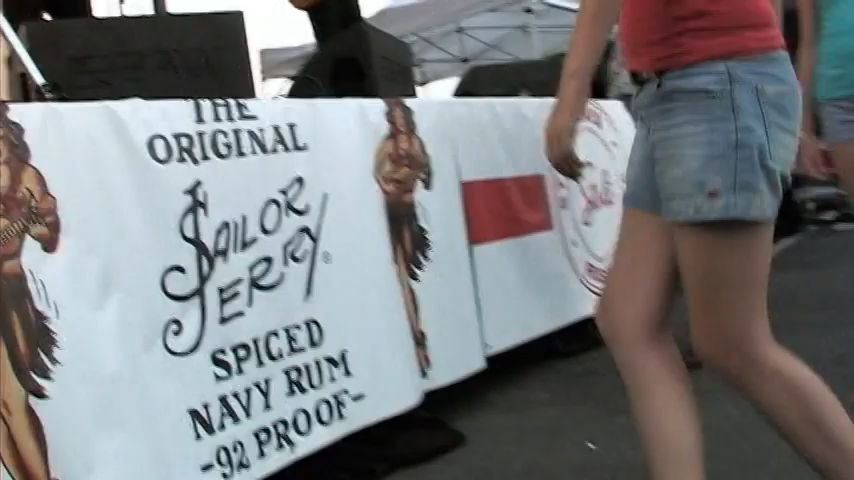 THE
ORIGINAL
SAILOR
JERRY®
SPICED
NAVY RUM
-92 PROOF-